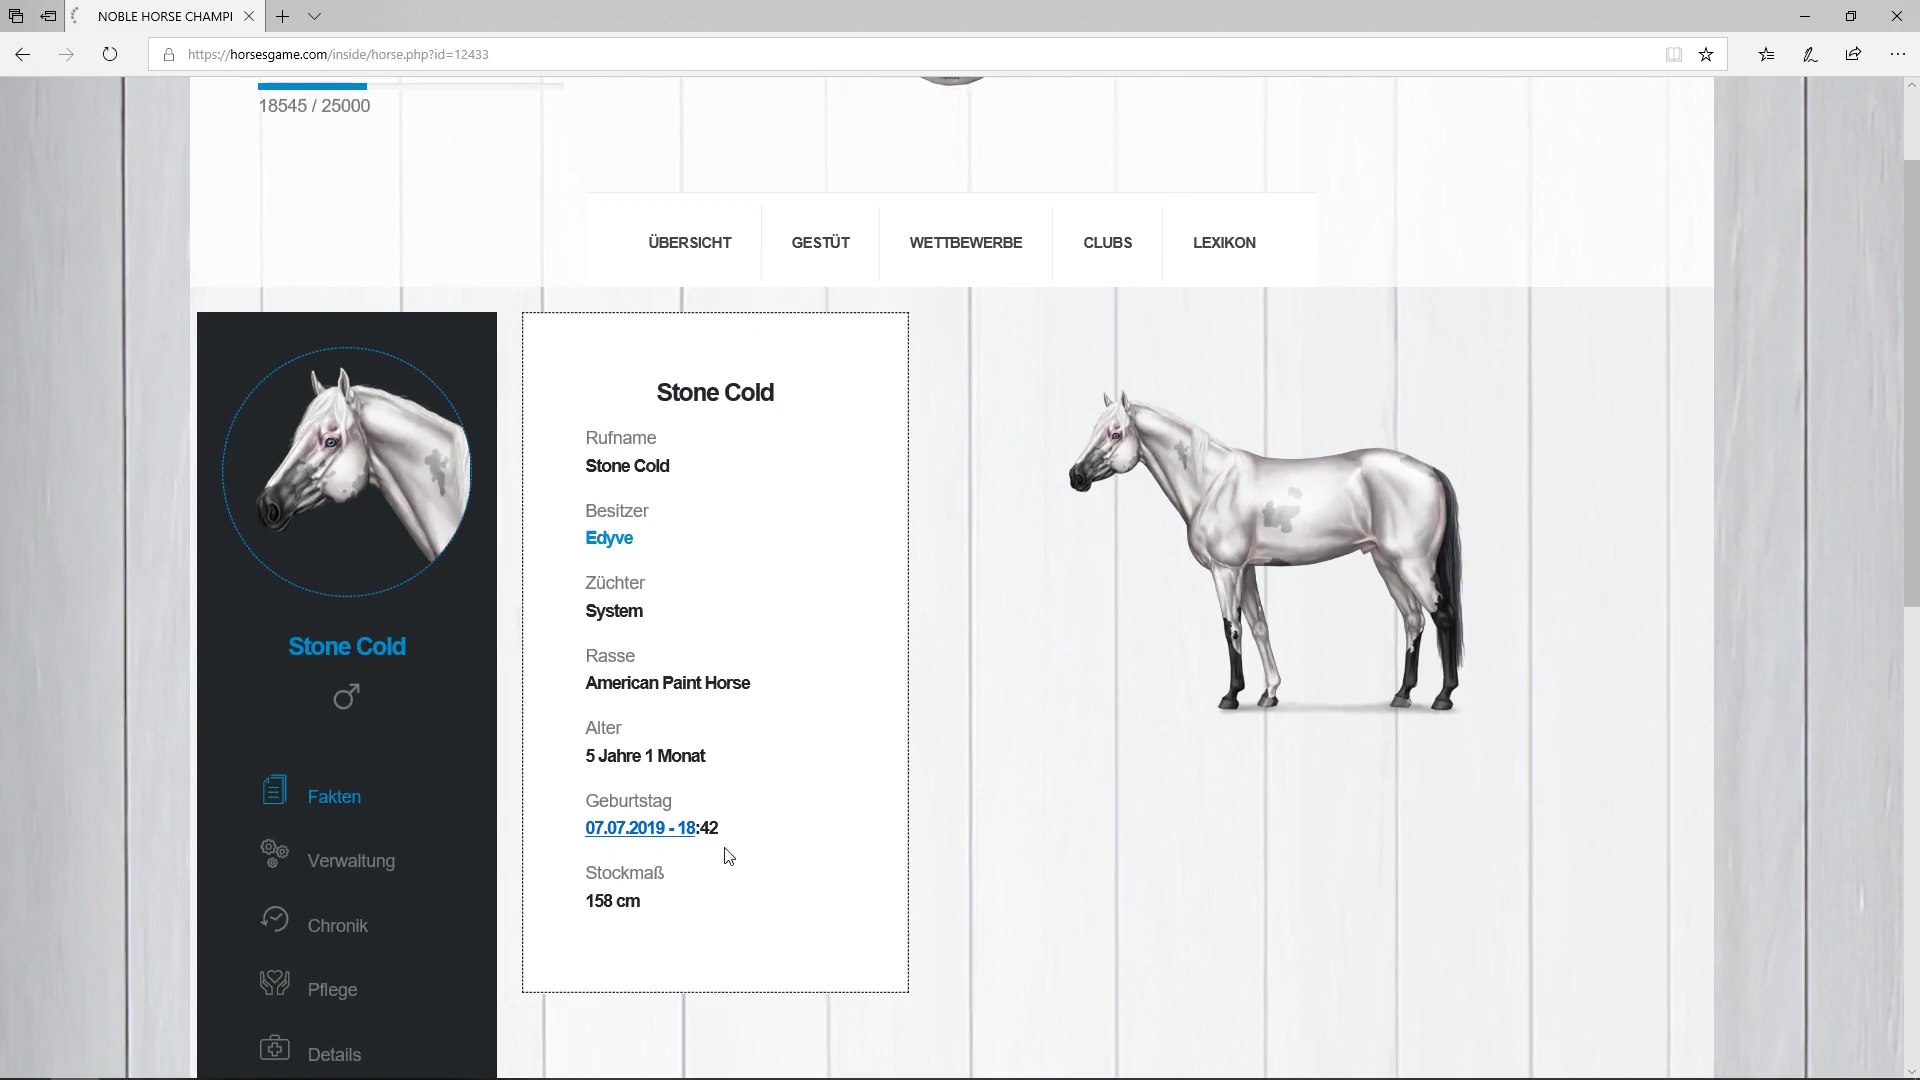 NOBLE HORSE CHAMPI
https://horsesgame.com/inside/horse.php?id=12433
18545 / 25000
ÜBERSICHT
GESTÜT
WETTBEWERBE
CLUBS
LEXIKON
Stone Cold
Fakten
Verwaltung
Chronik
Pflege
Details
Stone Cold
Rufname
Stone Cold
Besitzer
Edyve
Züchter
System
Rasse
American Paint Horse
Alter
5 Jahre 1 Monat
Geburtstag
07.07.2019 - 18:42
Stockmaß
158 cm